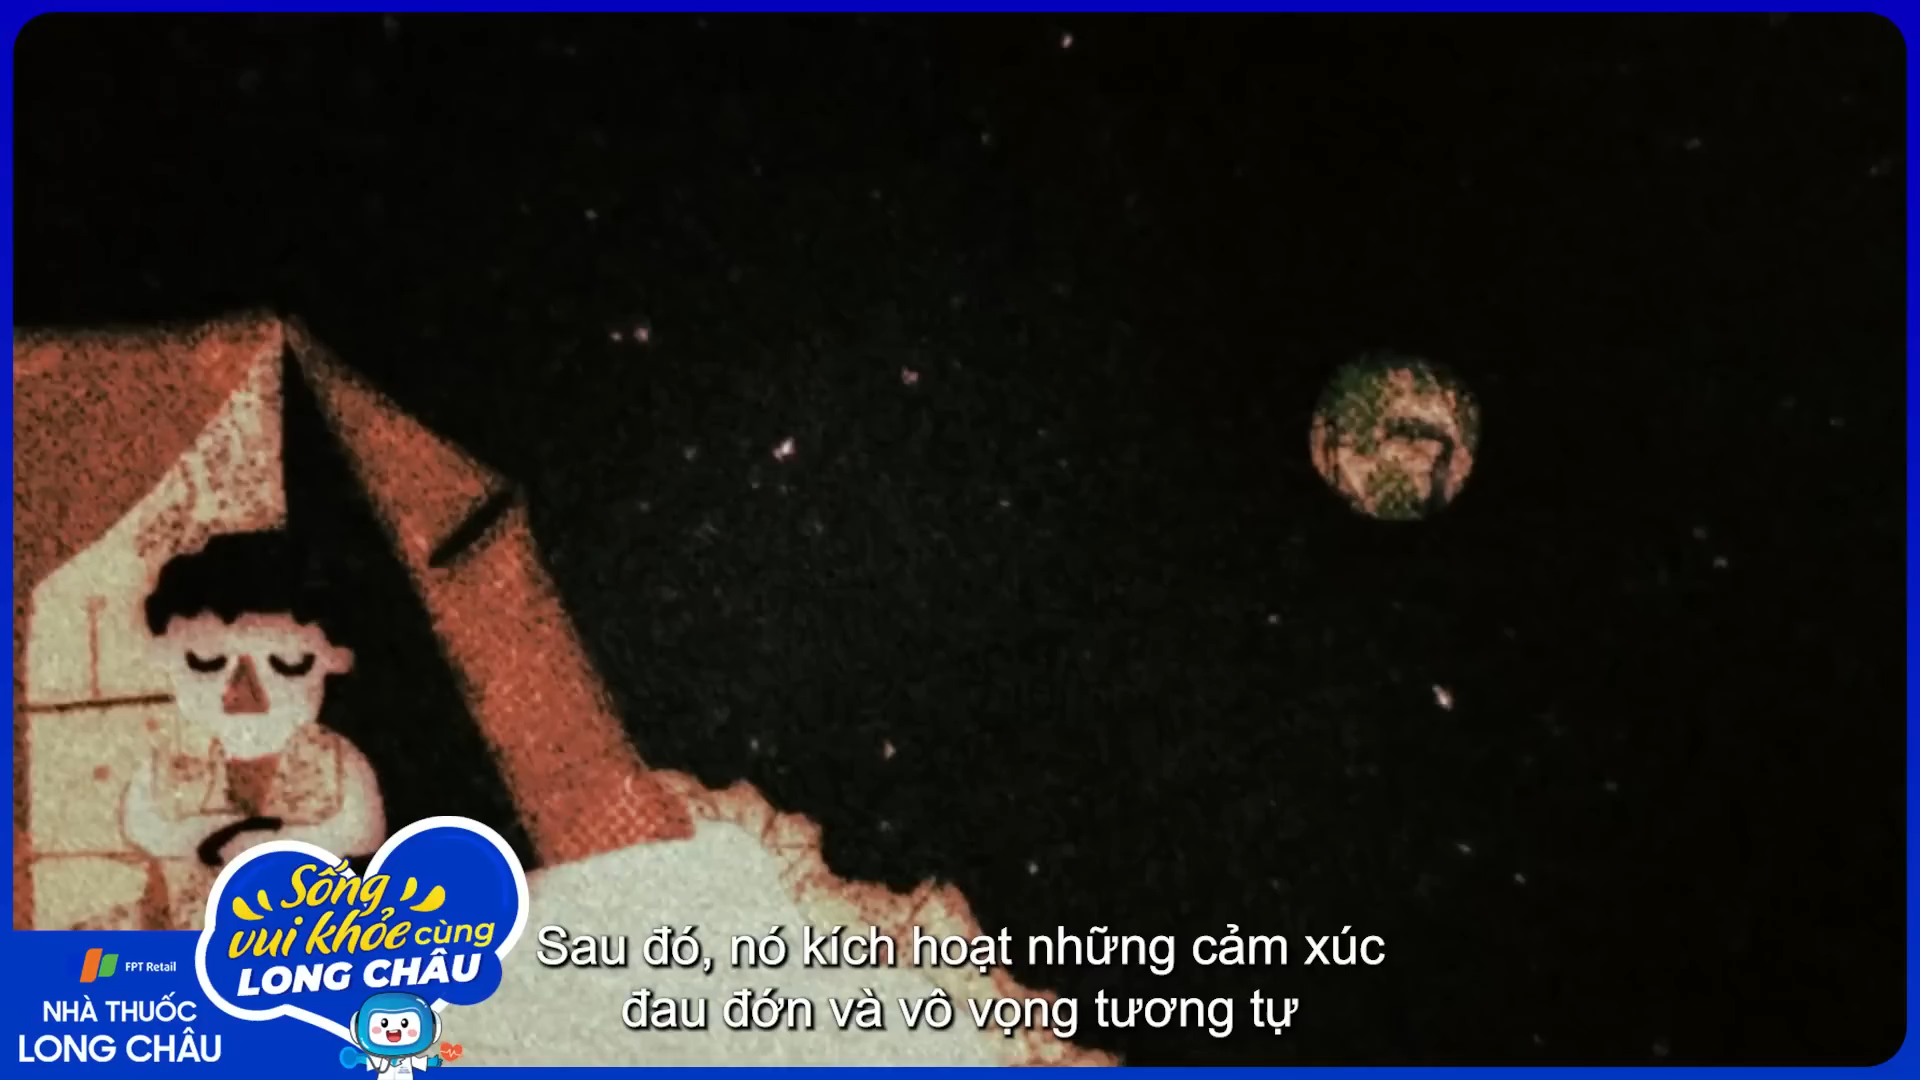 Sống
vui khỏe cùng
LONG CHÂU
FPT Retail
NHÀ THUỐC
LONG CHÂU
Sau đó, nó kích hoạt những cảm xúc
đau đớn và vô vọng tương tự